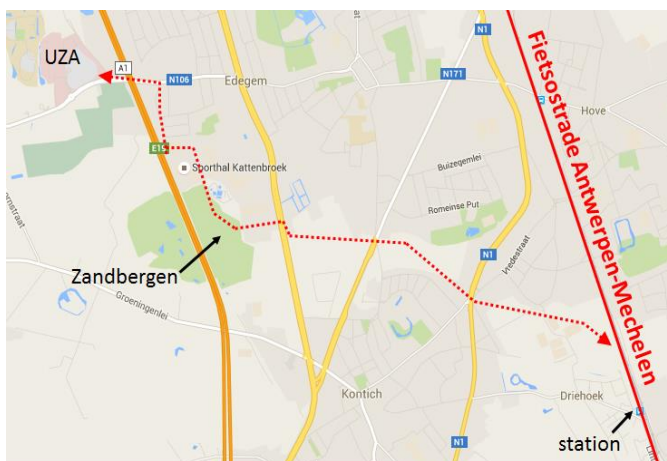 N1
UZA
A1
N106
Edegem
N171
Hove
Fietsostrade Antwerpen-Mechelen
E19
Sporthal Kattenbroek
Buizegemlei
Romeinse Put
Zandbergen
N1
Groeningenlei
Kontich
Driehoek
N1
station